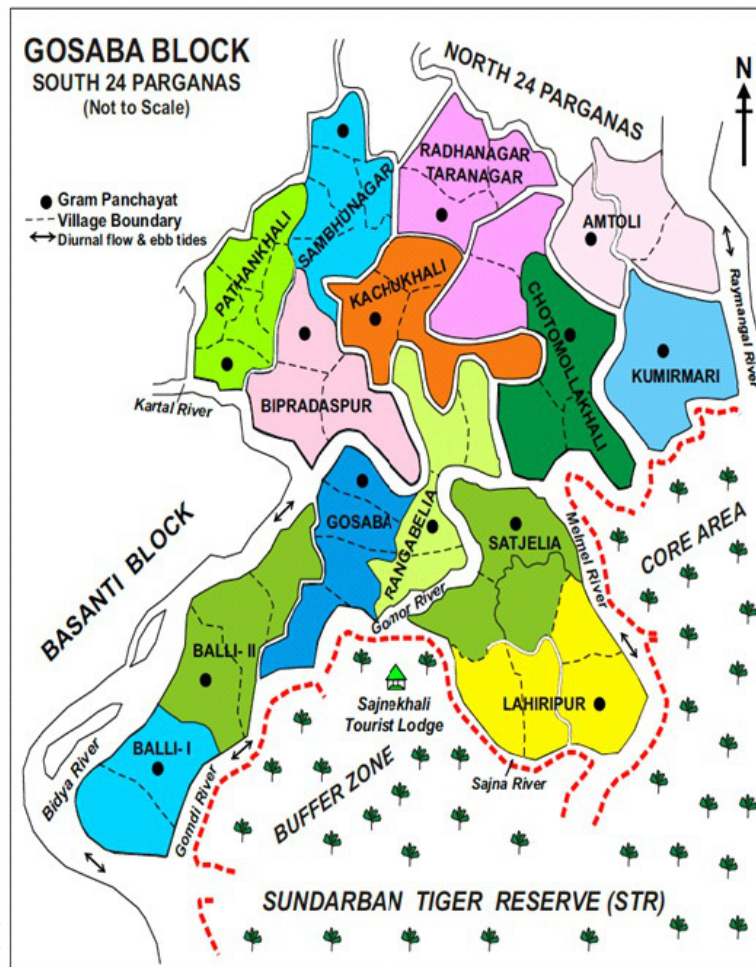 GOSABA BLOCK
SOUTH 24 PARGANAS
(Not to Scale)
NORTH 24 PARGANAS
N
Gram Panchayat
Village Boundary
Diurnal flow & ebb tides
RADHANAGAR
TARANAGAR
SAMBHUNAGAR
AMTOLI
PATHANKHALI
KACHUKHALI
CHOTOMOLLAKHALI
Raymangal River
KUMIRMARI
Kartal River
BIPRADASPUR
GOSABA
RANGABELIA
SATJELIA
Melmel River
CORE AREA
BASANTI BLOCK
Gomor River
BALLI- II
Sajnekhali
Tourist Lodge
LAHIRIPUR
BALLI- I
Bidya River
Gomdi River
BUFFER ZONE
Sajna River
SUNDARBAN TIGER RESERVE (STR)